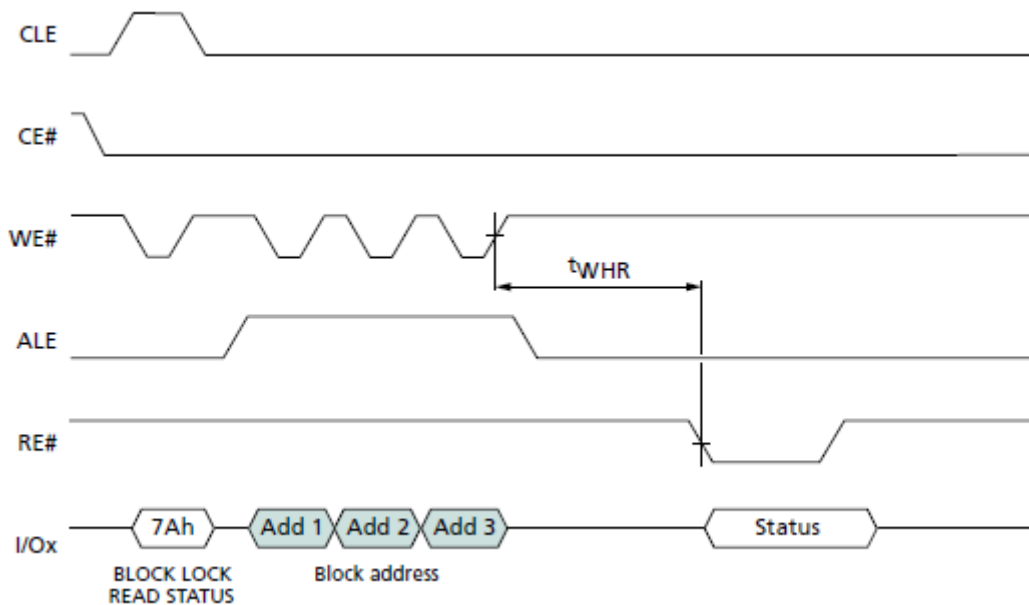 CLE
CE#
WE#
tWHR
ALE
RE#
I/Ox
7Ah
Add 1
Add 2
Add 3
Status
BLOCK LOCK
READ STATUS
Block address